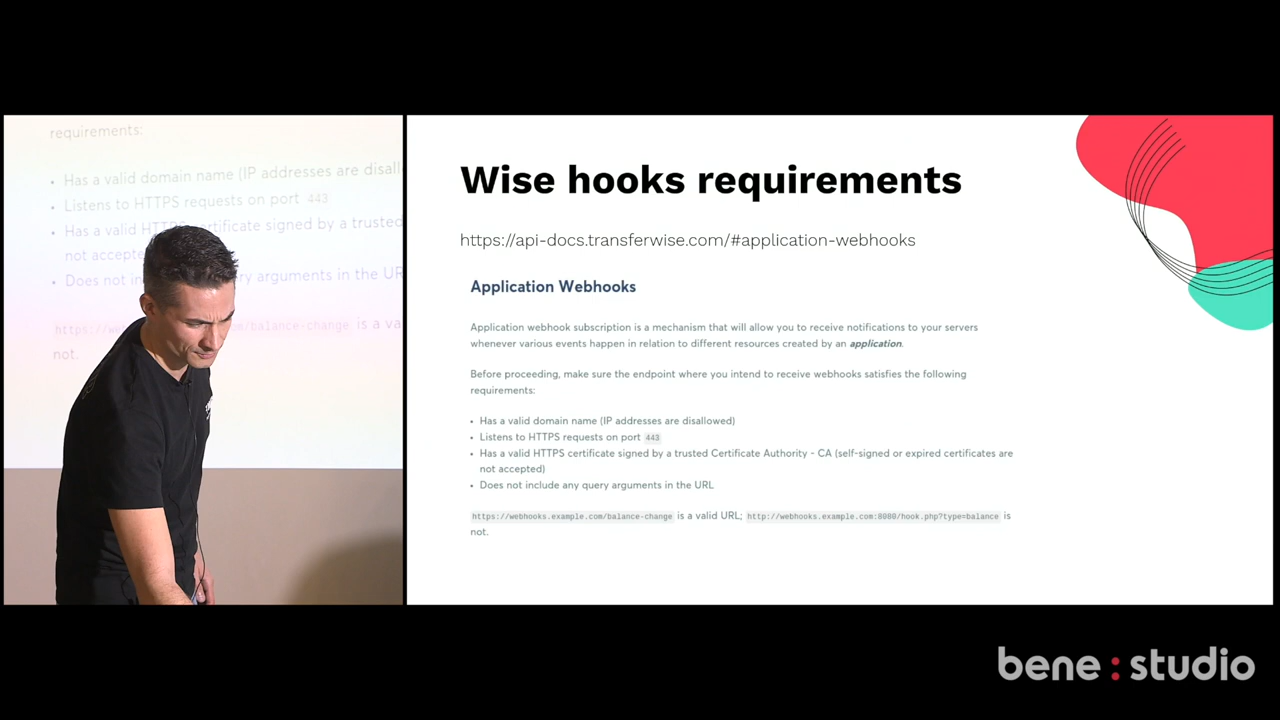 requirements:
Has a valid domain name (IP addresses are disall
Listens to HTTPS requests on port 443
Has a valid HTTPS certificate signed by a trusted
not accepte
Does not in ry arguments in the UR
https://we m/balance-change is a va
not.
Wise hooks requirements
https://api-docs.transferwise.com/#application-webhooks
Application Webhooks
Application webhook subscription is a mechanism that will allow you to receive notifications to your servers
whenever various events happen in relation to different resources created by an application.
Before proceeding, make sure the endpoint where you intend to receive webhooks satisfies the following
requirements:
• Has a valid domain name (IP addresses are disallowed)
• Listens to HTTPS requests on port 443
• Has a valid HTTPS certificate signed by a trusted Certificate Authority - CA (self-signed or expired certificates are
not accepted)
• Does not include any query arguments in the URL
https://webhooks.example.com/balance-change is a valid URL; http://webhooks.example.com:8080/hook.php?type=balance is
not.
bene:studio